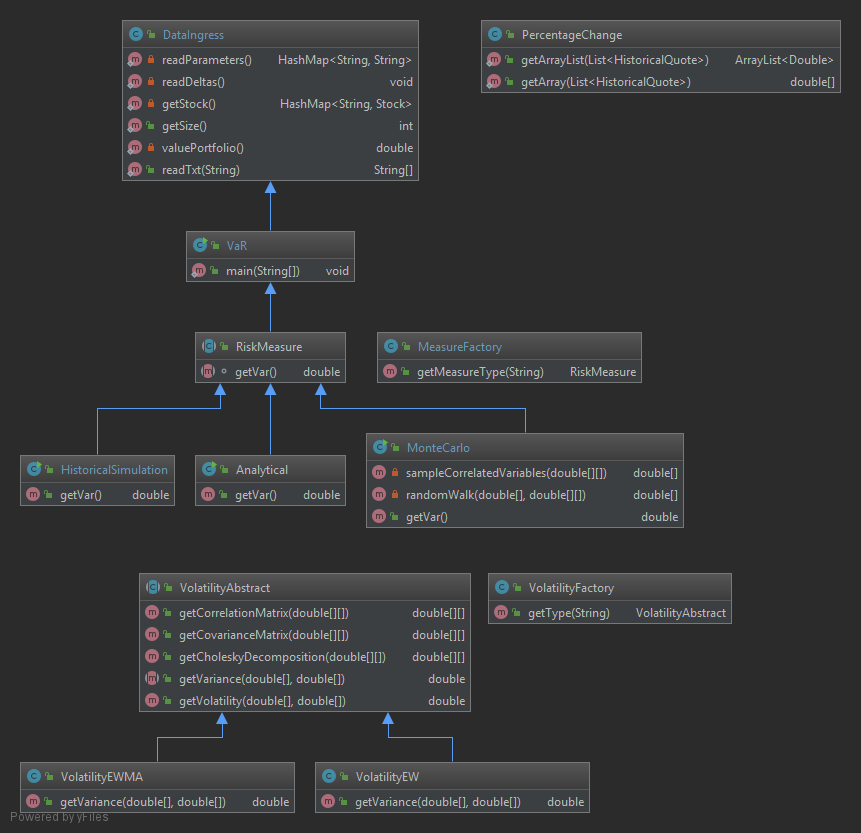 DataIngress
readParameters() HashMap<String, String>
readDeltas() void
getStock() HashMap<String, Stock>
getSize() int
valuePortfolio() double
readTxt(String) String[]
PercentageChange
getArrayList(List<HistoricalQuote>) ArrayList<Double>
getArray(List<HistoricalQuote>) double[]
VaR
main(String[]) void
RiskMeasure
getVar() double
MeasureFactory
getMeasureType(String) RiskMeasure
HistoricalSimulation
getVar() double
Analytical
getVar() double
MonteCarlo
sampleCorrelatedVariables(double[][]) double[]
randomWalk(double[], double[][]) double[]
getVar() double
VolatilityAbstract
getCorrelationMatrix(double[][]) double[][]
getCovarianceMatrix(double[][]) double[][]
getCholeskyDecomposition(double[][]) double[][]
getVariance(double[], double[]) double
getVolatility(double[], double[]) double
VolatilityFactory
getType(String) VolatilityAbstract
VolatilityEWMA
getVariance(double[], double[]) double
VolatilityEW
getVariance(double[], double[]) double
Powered by yFiles